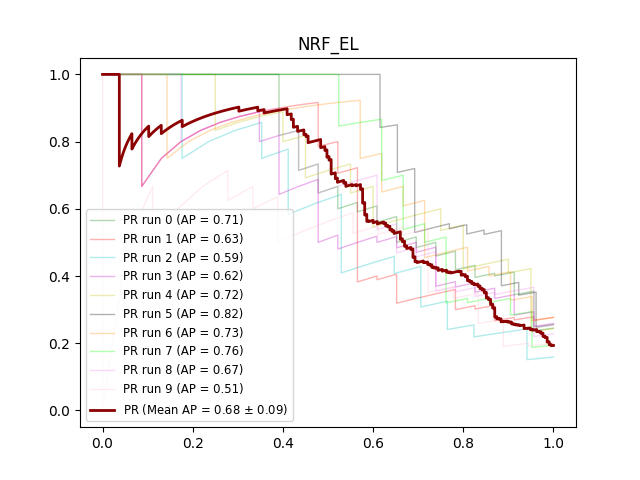 NRF_EL
1.0
0.8
0.6
0.4
0.2
0.0
PR run 0 (AP = 0.71)
PR run 1 (AP = 0.63)
PR run 2 (AP = 0.59)
PR run 3 (AP = 0.62)
PR run 4 (AP = 0.72)
PR run 5 (AP = 0.82)
PR run 6 (AP = 0.73)
PR run 7 (AP = 0.76)
PR run 8 (AP = 0.67)
PR run 9 (AP = 0.51)
PR (Mean AP = 0.68 ± 0.09)
0.0 0.2 0.4 0.6 0.8 1.0